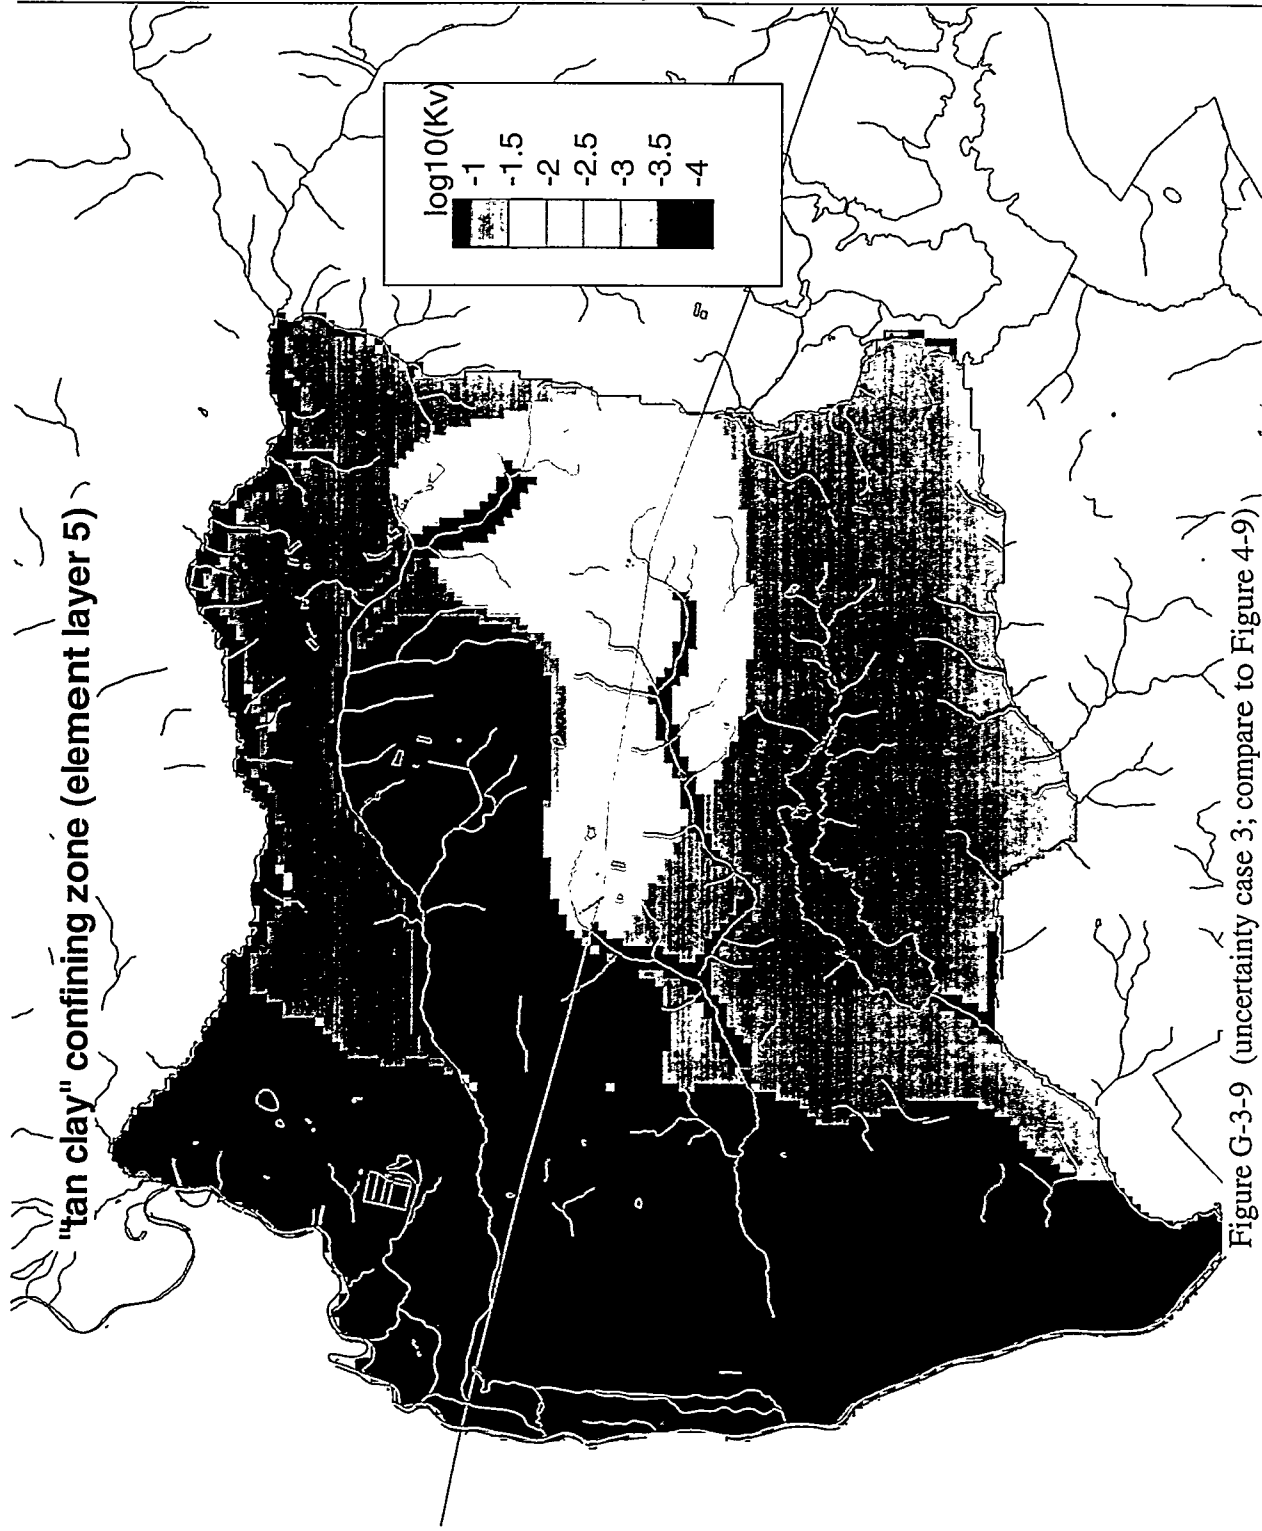 "tan clay" confining zone (element layer 5)
log10(Kv)
-1
-1.5
-2
-2.5
-3
-3.5
-4
Figure G-3-9 (uncertainty case 3; compare to Figure 4-9)